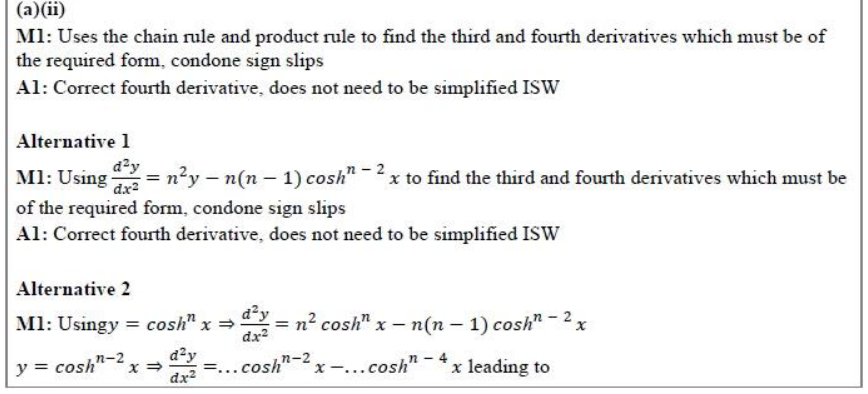 (a)(ii)
M1: Uses the chain rule and product rule to find the third and fourth derivatives which must be of
the required form, condone sign slips
A1: Correct fourth derivative, does not need to be simplified ISW
Alternative 1
M1: Using d²y/dx² = n²y − n(n − 1) coshⁿ ⁻ ² x to find the third and fourth derivatives which must be
of the required form, condone sign slips
A1: Correct fourth derivative, does not need to be simplified ISW
Alternative 2
M1: Usingy = coshⁿ x ⇒ d²y/dx² = n² coshⁿ x − n(n − 1) coshⁿ ⁻ ² x
y = coshⁿ⁻² x ⇒ d²y/dx² =... coshⁿ⁻² x −... coshⁿ ⁻ ⁴ x leading to